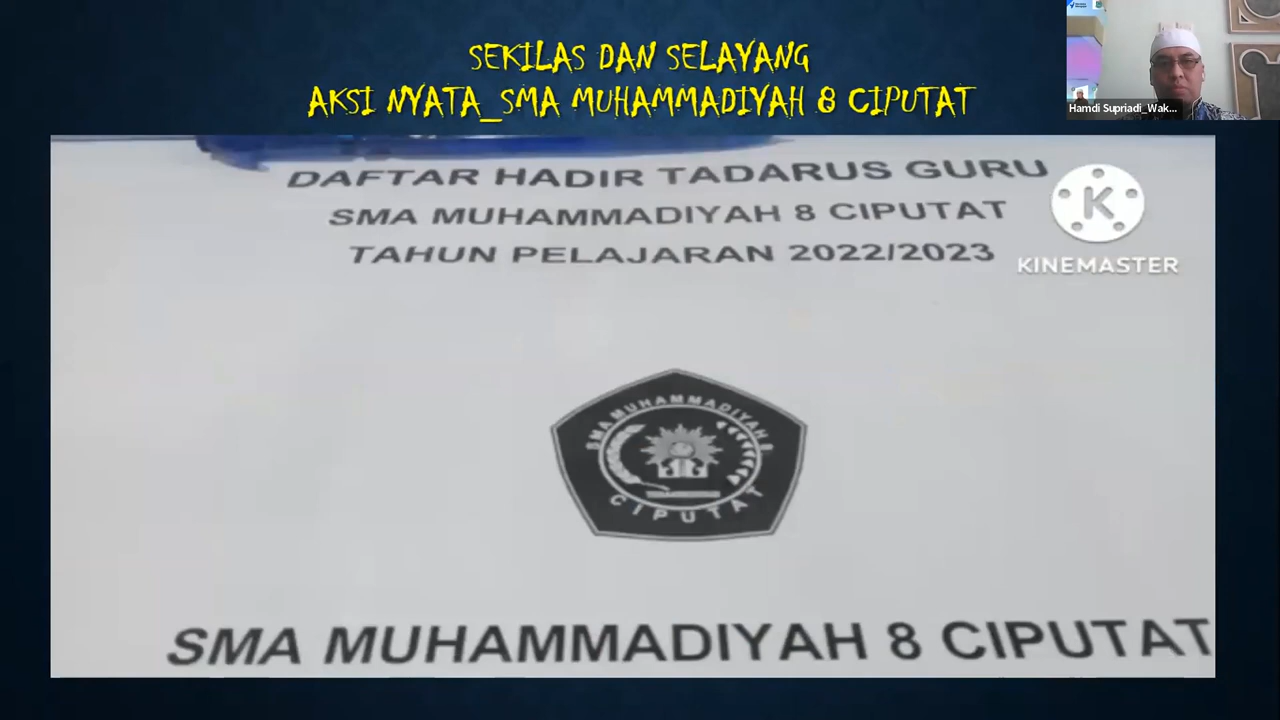 SEKILAS DAN SELAYANG
AKSI NYATA_SMA MUHAMMADIYAH 8 CIPUTAT
Hamdi Supriadi_Wak...
DAFTAR HADIR TADARUS GURU
SMA MUHAMMADIYAH 8 CIPUTAT
TAHUN PELAJARAN 2022/2023
K
KINEMASTER
SMA MUHAMMADIYAH 8
CIPUTAT
SMA MUHAMMADIYAH 8 CIPUTAT